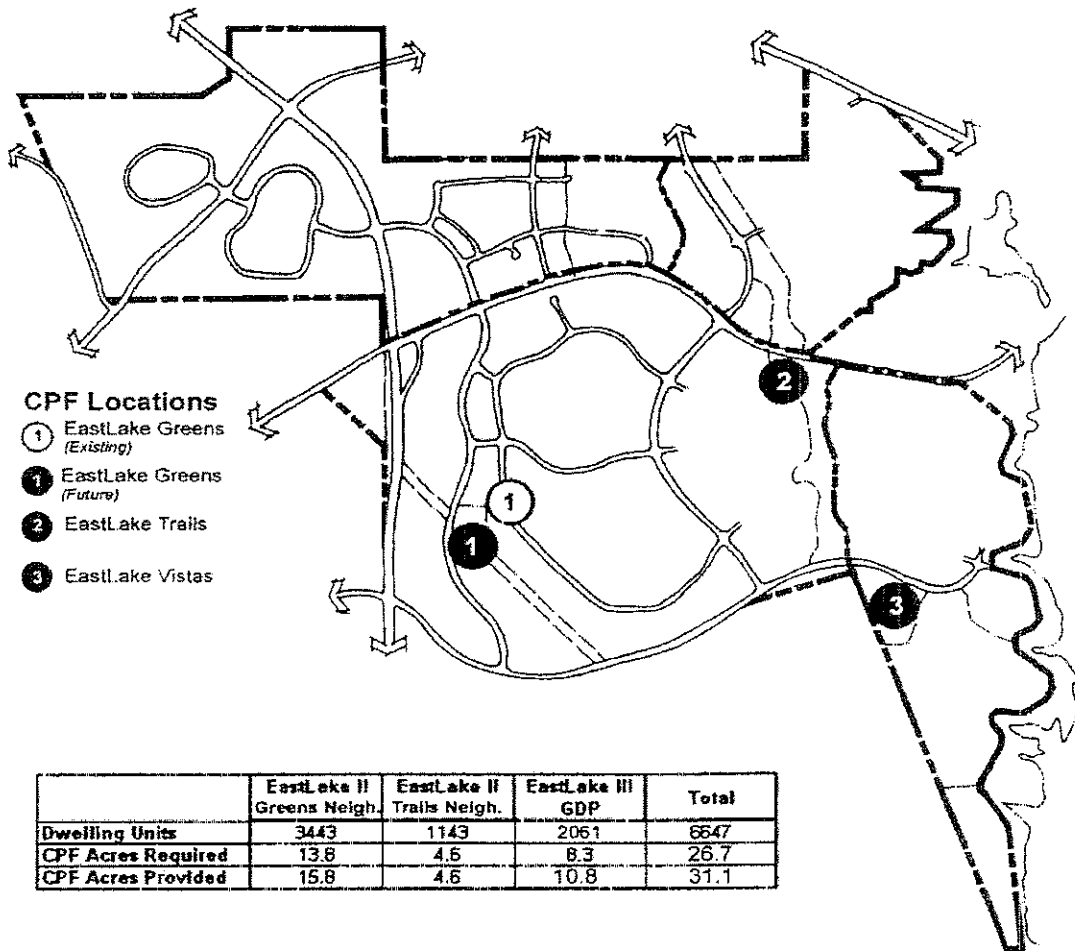 2
CPF Locations
1 EastLake Greens
(Existing)
1 EastLake Greens
(Future)
2 EastLake Trails
3 EastLake Vistas
1
1
3
EastLake II Greens Neigh. EastLake II Trails Neigh. EastLake III GDP Total
Dwelling Units 3443 1143 2061 6647
CPF Acres Required 13.8 4.6 8.3 26.7
CPF Acres Provided 15.8 4.6 10.8 31.1